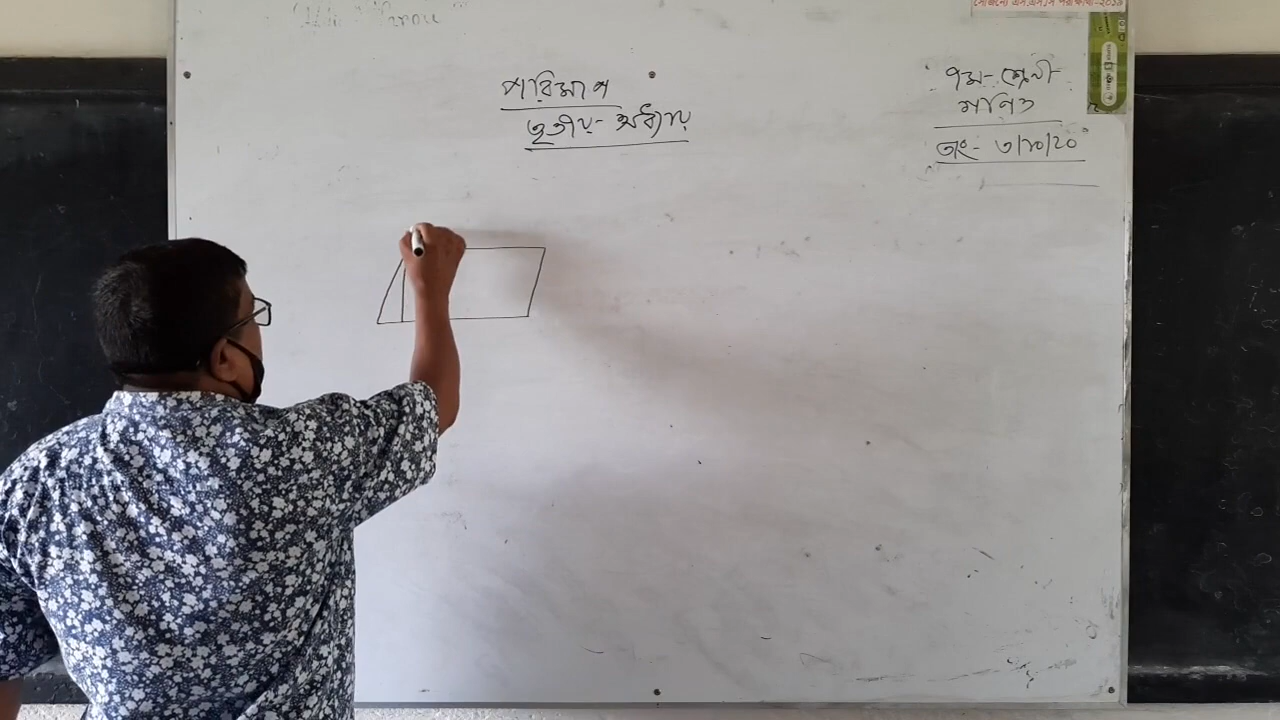 পরিমাপ
তৃতীয়- অধ্যায়
৭ম- শ্রেণী
গণিত
তাং- ৩/১০/২০